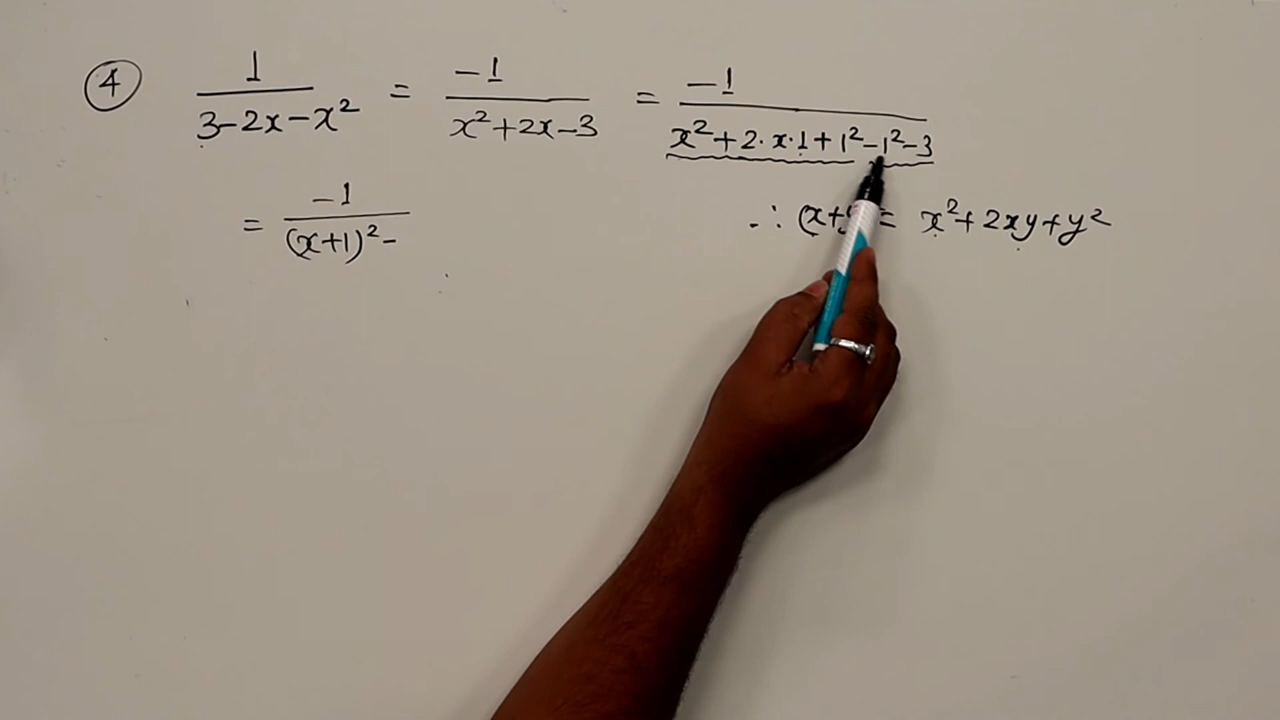 ④ 1/(3-2x-x²) = -1/(x²+2x-3) = -1/(x²+2·x·1+1²-1²-3)
= -1/((x+1)²-
∴ (x+y = x²+2xy+y²